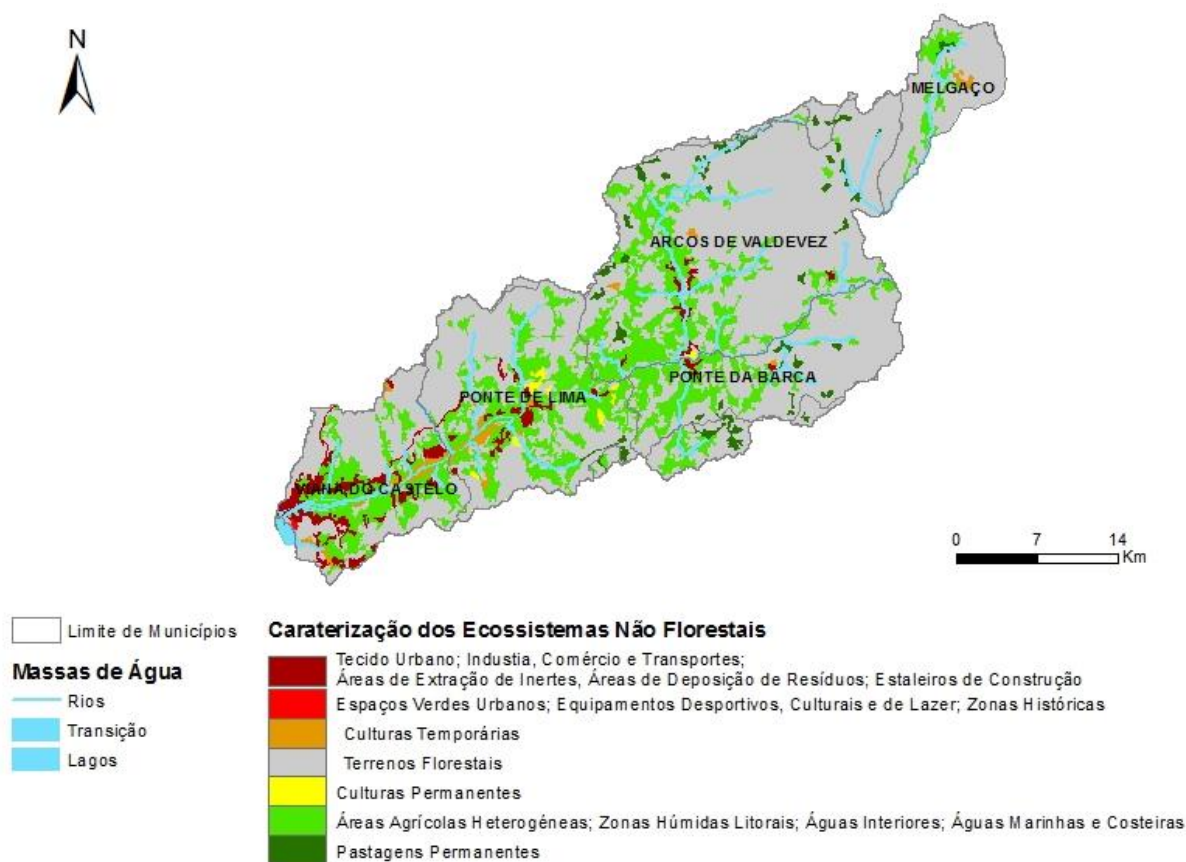 N
MELGAÇO
ARCOS DE VALDEVEZ
PONTE DA BARCA
PONTE DE LIMA
VIANA DO CASTELO
0 7 14
Km
Limite de Municípios
Massas de Água
Rios
Transição
Lagos
Caraterização dos Ecossistemas Não Florestais
Tecido Urbano; Industia, Comércio e Transportes;
Áreas de Extração de Inertes, Áreas de Deposição de Resíduos; Estaleiros de Construção
Espaços Verdes Urbanos; Equipamentos Desportivos, Culturais e de Lazer; Zonas Históricas
Culturas Temporárias
Terrenos Florestais
Culturas Permanentes
Áreas Agrícolas Heterogéneas; Zonas Húmidas Litorais; Águas Interiores; Águas Marinhas e Costeiras
Pastagens Permanentes